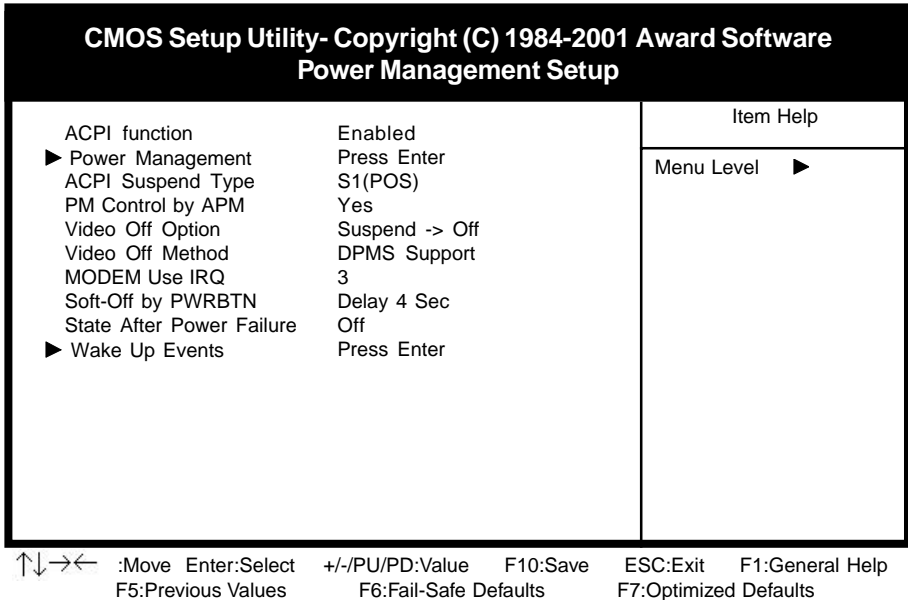 CMOS Setup Utility- Copyright (C) 1984-2001 Award Software
Power Management Setup
ACPI function Enabled
▶ Power Management Press Enter
ACPI Suspend Type S1(POS)
PM Control by APM Yes
Video Off Option Suspend -> Off
Video Off Method DPMS Support
MODEM Use IRQ 3
Soft-Off by PWRBTN Delay 4 Sec
State After Power Failure Off
▶ Wake Up Events Press Enter
Item Help
Menu Level ▶
↑↓→← :Move Enter:Select +/-/PU/PD:Value F10:Save ESC:Exit F1:General Help
F5:Previous Values F6:Fail-Safe Defaults F7:Optimized Defaults